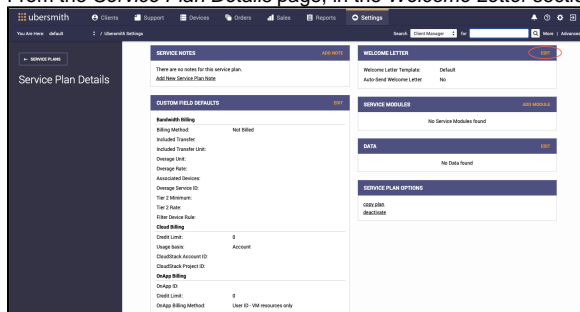 From the Service Plan Details page, in the Welcome Letter secti
ubersmith Clients Support Devices Orders Sales Reports Settings
You Are Here: default / Ubersmith Settings Search Client Manager for More | Advanced
← SERVICE PLANS
Service Plan Details
SERVICE NOTES ADD NOTE
There are no notes for this service plan.
Add New Service Plan Note
CUSTOM FIELD DEFAULTS EDIT
Bandwidth Billing
Billing Method: Not Billed
Included Transfer:
Included Transfer Unit:
Overage Unit:
Overage Rate:
Associated Devices:
Overage Service ID:
Tier 2 Minimum:
Tier 2 Rate:
Filter Device Rule:
Cloud Billing
Credit Limit: 0
Usage basis: Account
CloudStack Account ID:
CloudStack Project ID:
OnApp Billing
OnApp ID:
Credit Limit: 0
OnApp Billing Method: User ID - VM resources only
WELCOME LETTER EDIT
Welcome Letter Template: Default
Auto-Send Welcome Letter No
SERVICE MODULES ADD MODULE
No Service Modules found
DATA EDIT
No Data found
SERVICE PLAN OPTIONS
copy plan
deactivate